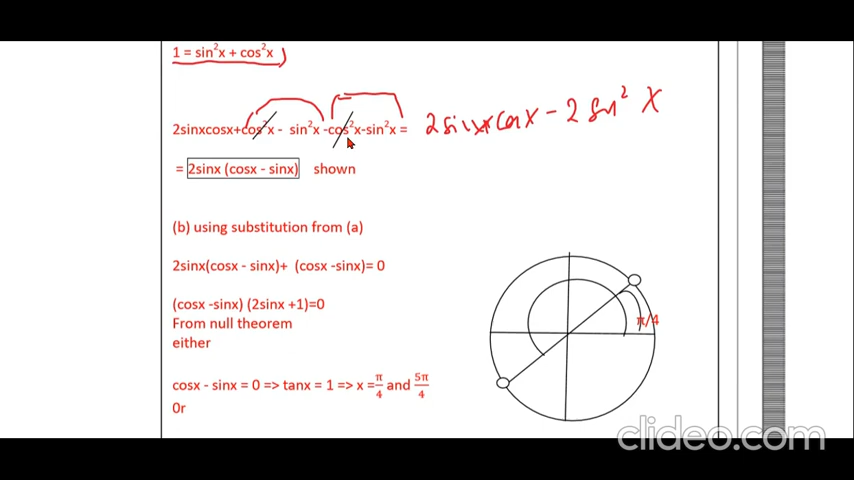 1 = sin²x + cos²x
2sinxcosx+cos²x - sin²x -cos²x-sin²x = 2sinxcosx - 2 sin² x
= 2sinx (cosx - sinx) shown
(b) using substitution from (a)
2sinx(cosx - sinx)+ (cosx -sinx)= 0
(cosx -sinx) (2sinx +1)=0
From null theorem
π/4
either
cosx - sinx = 0 => tanx = 1 => x =π/4 and 5π/4
0r
clideo.com